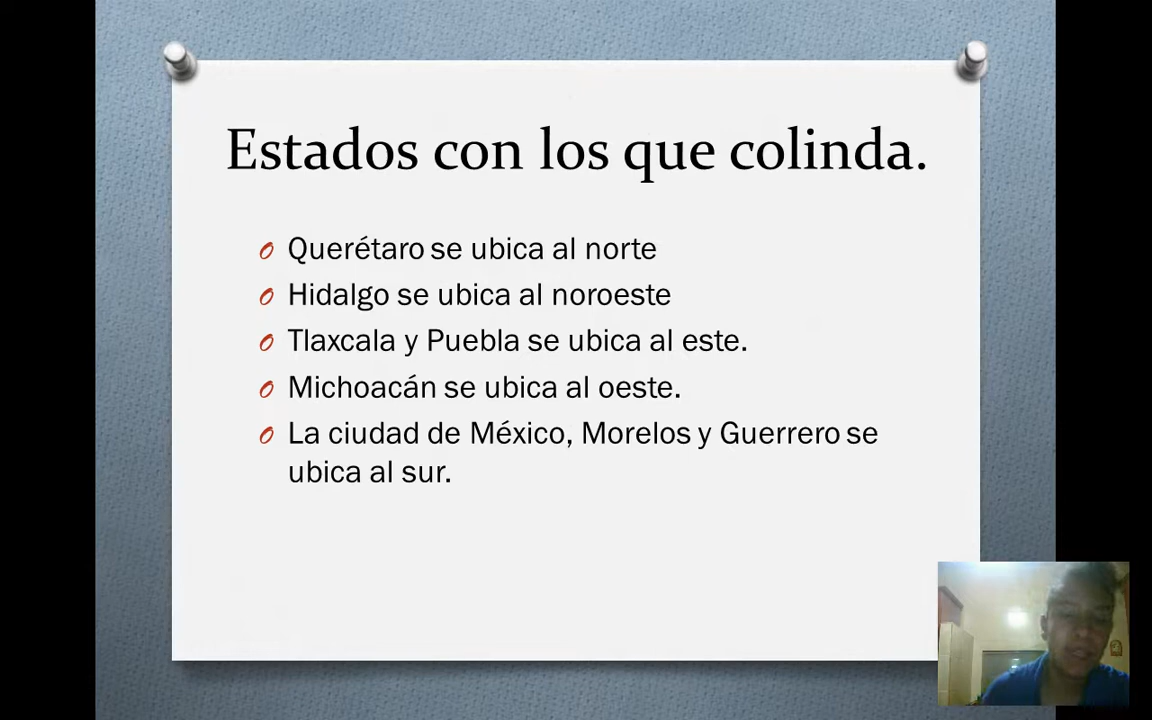 Estados con los que colinda.
Querétaro se ubica al norte
Hidalgo se ubica al noroeste
Tlaxcala y Puebla se ubica al este.
Michoacán se ubica al oeste.
La ciudad de México, Morelos y Guerrero se
ubica al sur.